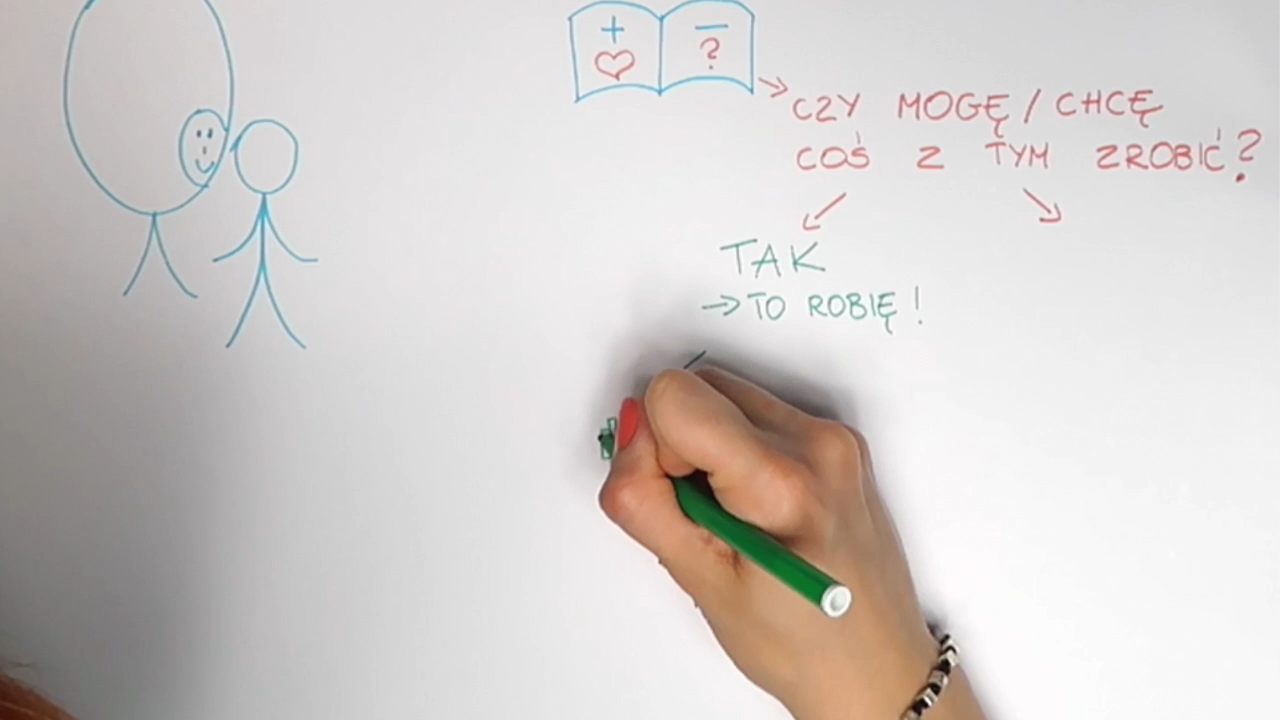 + −
?
CZY MOGĘ/CHCĘ
COŚ Z TYM ZROBIĆ?
TAK
→ TO ROBIĘ!